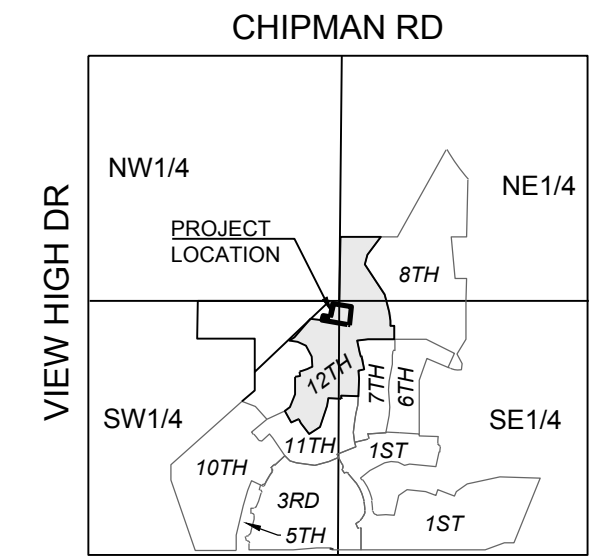 CHIPMAN RD
VIEW HIGH DR
NW1/4
NE1/4
PROJECT
LOCATION
8TH
12TH
7TH
6TH
SW1/4
SE1/4
11TH
1ST
10TH
3RD
1ST
5TH